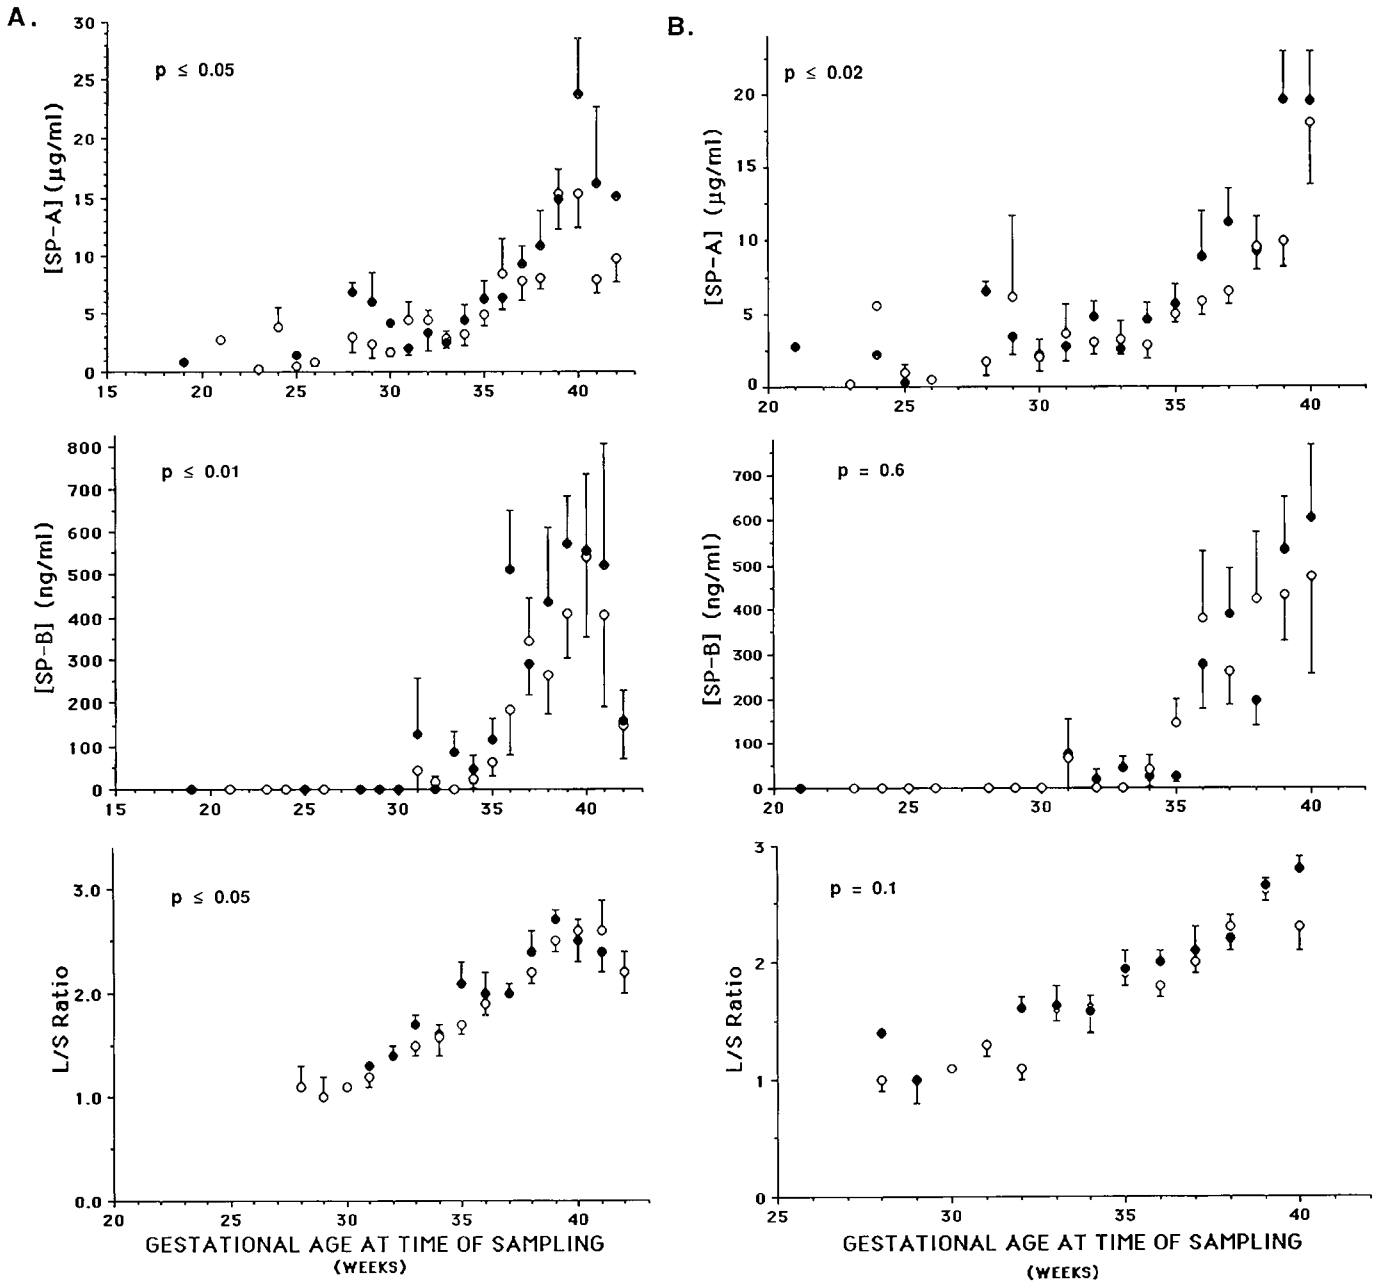 A.
30
25
20
15
10
5
0
[SP-A] (µg/ml)
p ≤ 0.05
15 20 25 30 35 40
800
700
600
500
400
300
200
100
0
[SP-B] (ng/ml)
p ≤ 0.01
15 20 25 30 35 40
3.0
2.0
1.0
0.0
L/S Ratio
p ≤ 0.05
20 25 30 35 40
GESTATIONAL AGE AT TIME OF SAMPLING
(WEEKS)
B.
20
15
10
5
0
[SP-A] (µg/ml)
p ≤ 0.02
20 25 30 35 40
700
600
500
400
300
200
100
0
[SP-B] (ng/ml)
p = 0.6
20 25 30 35 40
3
2
1
0
L/S Ratio
p = 0.1
25 30 35 40
GESTATIONAL AGE AT TIME OF SAMPLING
(WEEKS)